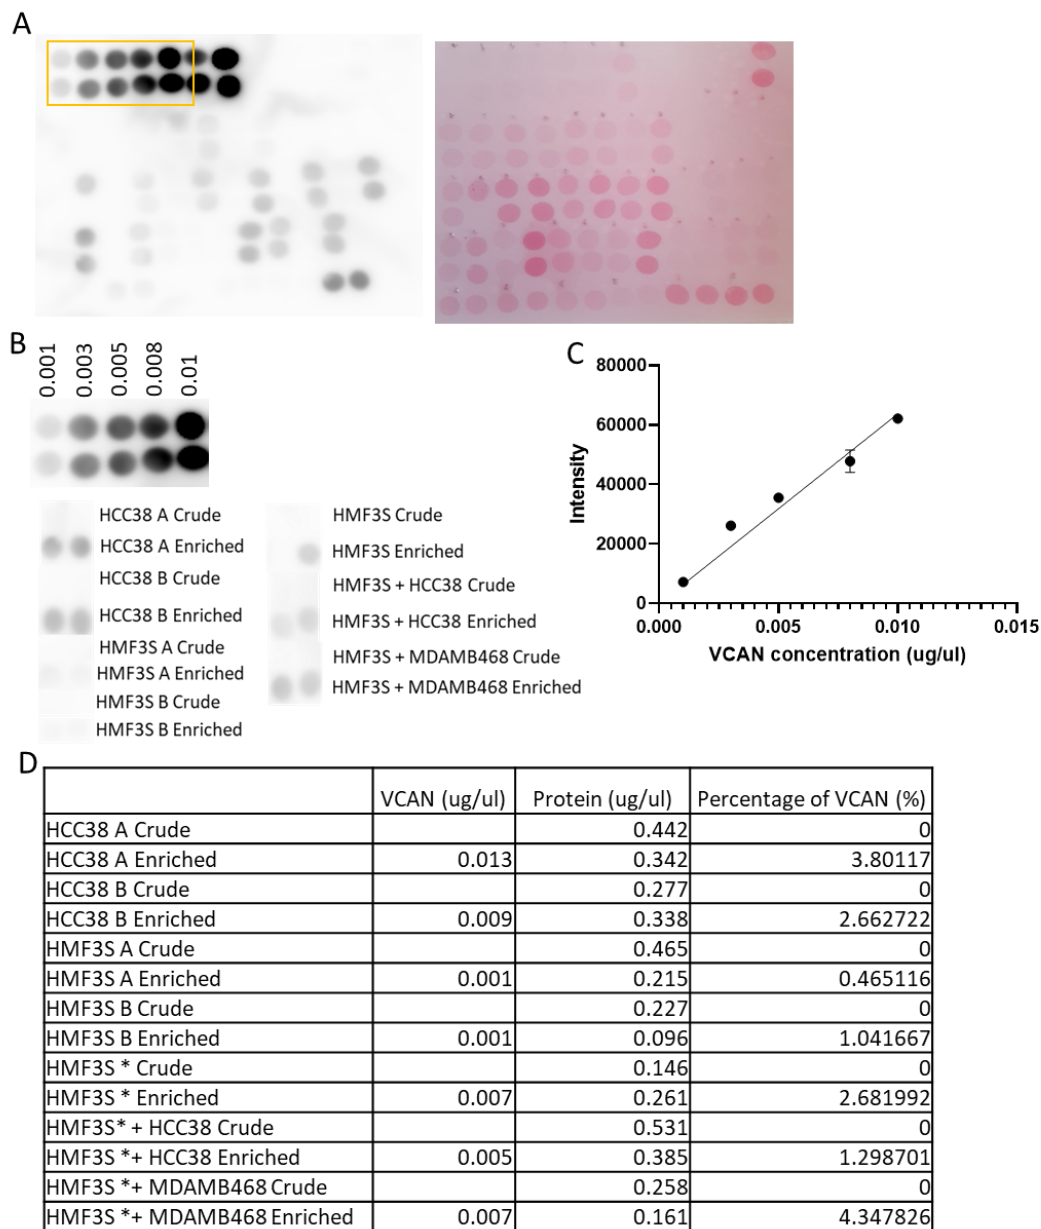 A
B
0.001
0.003
0.005
0.008
0.01
HCC38 A Crude
HCC38 A Enriched
HCC38 B Crude
HCC38 B Enriched
HMF3S A Crude
HMF3S A Enriched
HMF3S B Crude
HMF3S B Enriched
HMF3S Crude
HMF3S Enriched
HMF3S + HCC38 Crude
HMF3S + HCC38 Enriched
HMF3S + MDAMB468 Crude
HMF3S + MDAMB468 Enriched
C
80000
60000
40000
20000
0
Intensity
0.000 0.005 0.010 0.015
VCAN concentration (ug/ul)
D
VCAN (ug/ul) Protein (ug/ul) Percentage of VCAN (%)
HCC38 A Crude 0.442 0
HCC38 A Enriched 0.013 0.342 3.80117
HCC38 B Crude 0.277 0
HCC38 B Enriched 0.009 0.338 2.662722
HMF3S A Crude 0.465 0
HMF3S A Enriched 0.001 0.215 0.465116
HMF3S B Crude 0.227 0
HMF3S B Enriched 0.001 0.096 1.041667
HMF3S * Crude 0.146 0
HMF3S * Enriched 0.007 0.261 2.681992
HMF3S* + HCC38 Crude 0.531 0
HMF3S *+ HCC38 Enriched 0.005 0.385 1.298701
HMF3S *+ MDAMB468 Crude 0.258 0
HMF3S *+ MDAMB468 Enriched 0.007 0.161 4.347826